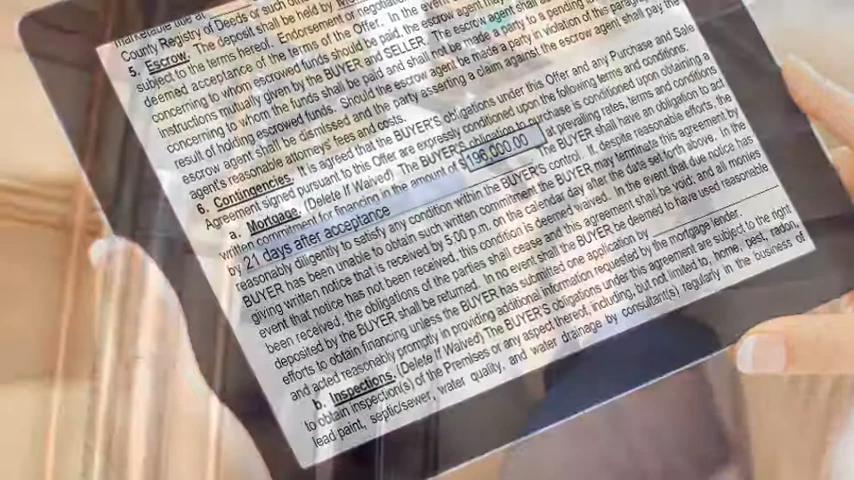 marketable title at
County Registry of Deeds or such other
5. Escrow. The deposit shall be held by
subject to the terms hereof. Endorsement or negotiation
deemed acceptance of the terms of the Offer. In the event
concerning to whom escrowed funds should be paid, the escrow agent may
instructions mutually given by the BUYER and SELLER. The escrow agent shall
concerning to whom the funds shall be paid and shall not be made a party to a pending
result of holding escrowed funds. Should the escrow agent be made a party in violation of this paragraph,
escrow agent shall be dismissed and the party asserting a claim against the escrow agent shall pay the
agent's reasonable attorneys' fees and costs.
6. Contingencies. It is agreed that the BUYER'S obligations under this Offer and any Purchase and Sale
Agreement signed pursuant to this Offer are expressly conditioned upon the following terms and conditions:
a. Mortgage. (Delete If Waived) The BUYER'S obligation to purchase is conditioned upon obtaining a
written commitment for financing in the amount of $ 196,000.00 at prevailing rates, terms and conditions
by 21 days after acceptance The BUYER shall have an obligation to act
reasonably diligently to satisfy any condition within the BUYER'S control. If, despite reasonable efforts, the
BUYER has been unable to obtain such written commitment the BUYER may terminate this agreement by
giving written notice that is received by 5:00 p.m. on the calendar day after the date set forth above. In the
event that notice has not been received, this condition is deemed waived. In the event that due notice has
been received, the obligations of the parties shall cease and this agreement shall be void; and all monies
deposited by the BUYER shall be returned. In no event shall the BUYER be deemed to have used reasonable
efforts to obtain financing unless the BUYER has submitted one application by
and acted reasonably promptly in providing additional information requested by the mortgage lender.
b. Inspections. (Delete If Waived) The BUYER'S obligations under this agreement are subject to the right
to obtain inspection(s) of the Premises or any aspect thereof, including, but not limited to, home, pest, radon,
lead paint, septic/sewer, water quality, and water drainage by consultant(s) regularly in the business of